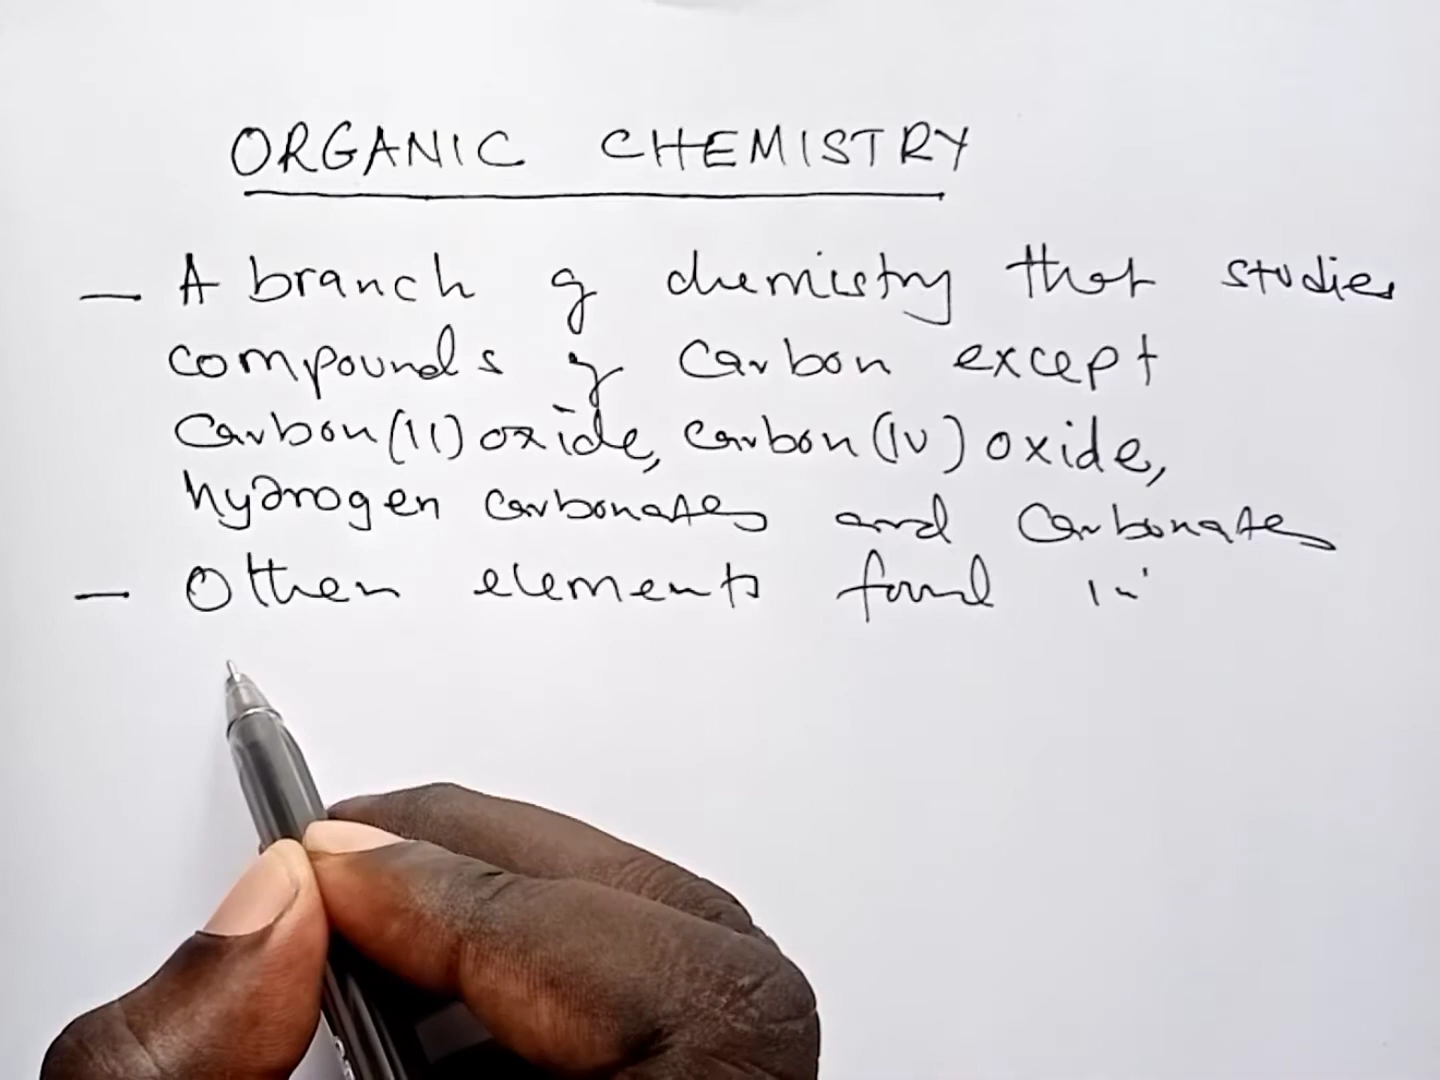 ORGANIC CHEMISTRY
— A branch of chemistry that studies
compounds of Carbon except
Carbon(II) oxide, carbon(IV) oxide,
hydrogen carbonates and Carbonates
— Other elements found in